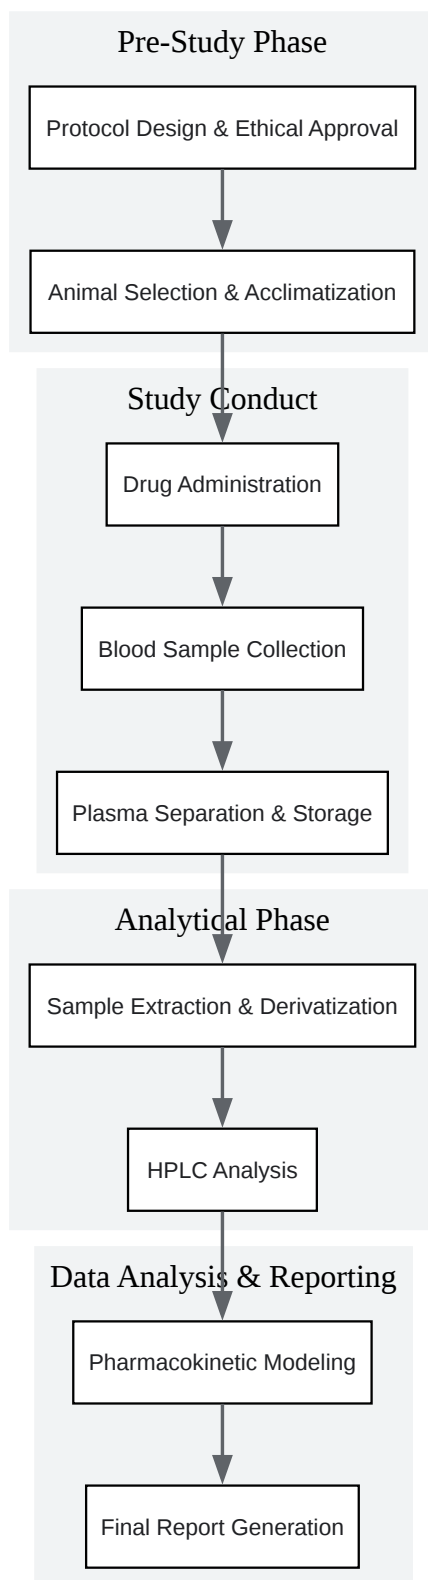 Pre-Study Phase
Protocol Design & Ethical Approval
Animal Selection & Acclimatization
Study Conduct
Drug Administration
Blood Sample Collection
Plasma Separation & Storage
Analytical Phase
Sample Extraction & Derivatization
HPLC Analysis
Data Analysis & Reporting
Pharmacokinetic Modeling
Final Report Generation